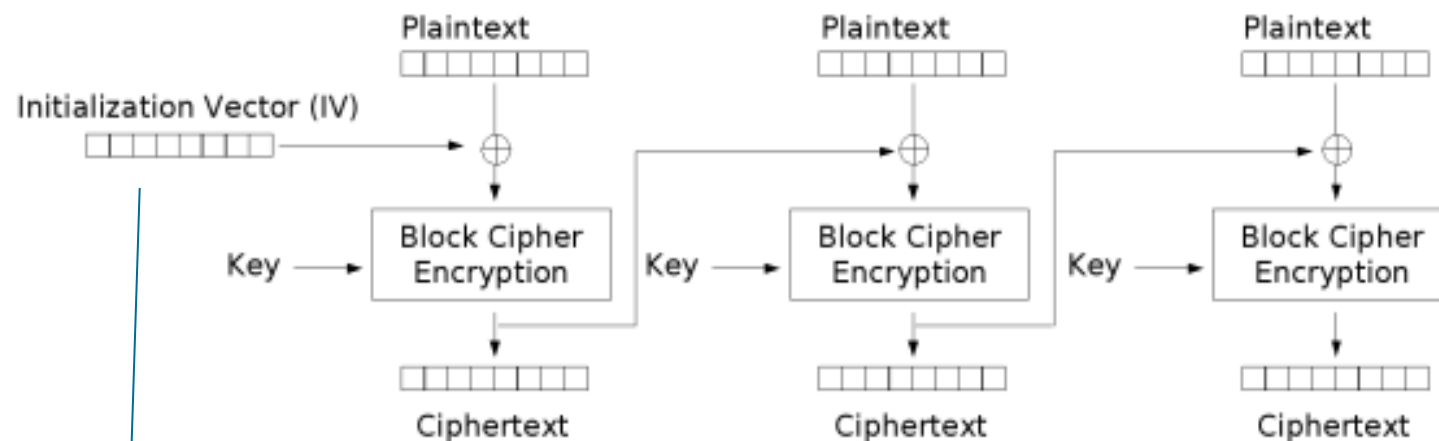 Plaintext
Plaintext
Plaintext
Initialization Vector (IV)
Key
Block Cipher
Encryption
Key
Block Cipher
Encryption
Key
Block Cipher
Encryption
Ciphertext
Ciphertext
Ciphertext